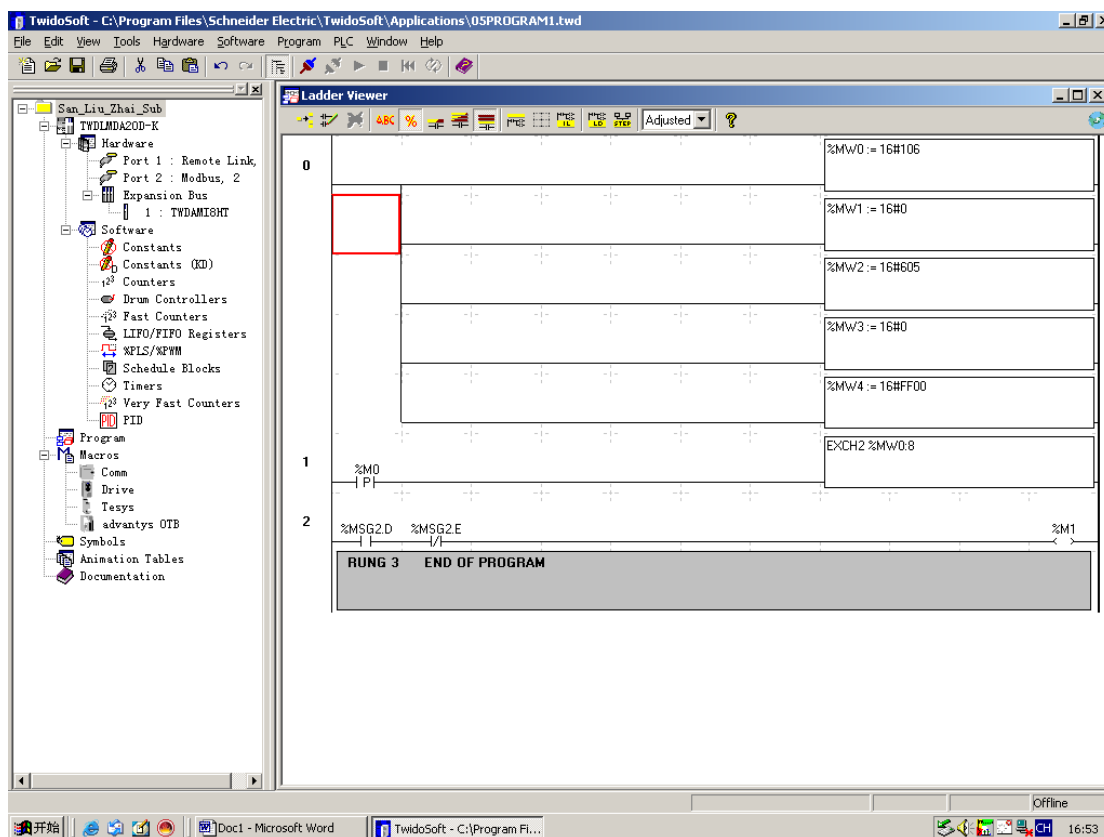 TwidoSoft - C:\Program Files\Schneider Electric\TwidoSoft\Applications\05PROGRAM1.twd
File Edit View Tools Hardware Software Program PLC Window Help
San_Liu_Zhai_Sub
TWDLMDA20D-K
Hardware
Port 1 : Remote Link,
Port 2 : Modbus, 2
Expansion Bus
1 : TWDAMI8HT
Software
Constants
Constants (KD)
Counters
Drum Controllers
Fast Counters
LIFO/FIFO Registers
%PLS/%PWM
Schedule Blocks
Timers
Very Fast Counters
PID
Program
Macros
Comm
Drive
Tesys
advantys OTB
Symbols
Animation Tables
Documentation
Ladder Viewer
ABC % Adjusted
0
%MW0 := 16#106
%MW1 := 16#0
%MW2 := 16#605
%MW3 := 16#0
%MW4 := 16#FF00
1
%M0
P
EXCH2 %MW0:8
2
%MSG2.D %MSG2.E %M1
RUNG 3 END OF PROGRAM
Offline
开始 Doc1 - Microsoft Word TwidoSoft - C:\Program Fi... CH 16:53